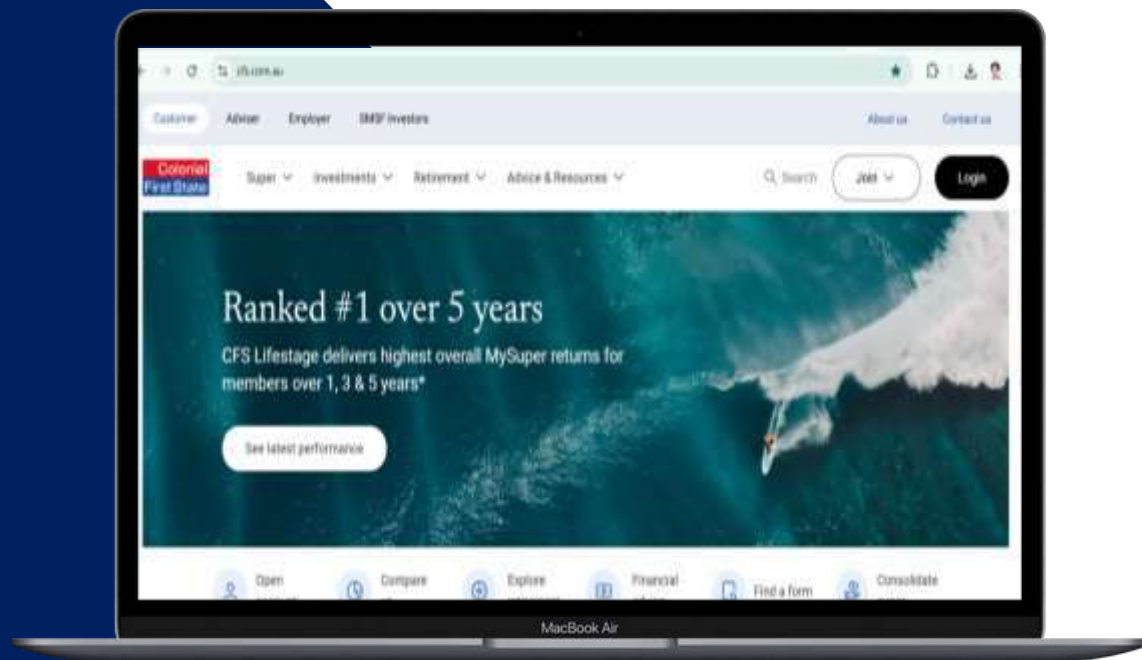 cfs.com.au
Customer Adviser Employer SMSF Investors About us Contact us
Colonial
First State
Super Investments Retirement Advice & Resources Search Join Login
Ranked #1 over 5 years
CFS Lifestage delivers highest overall MySuper returns for
members over 1, 3 & 5 years*
See latest performance
Open Compare Explore Financial Find a form Consolidate
MacBook Air